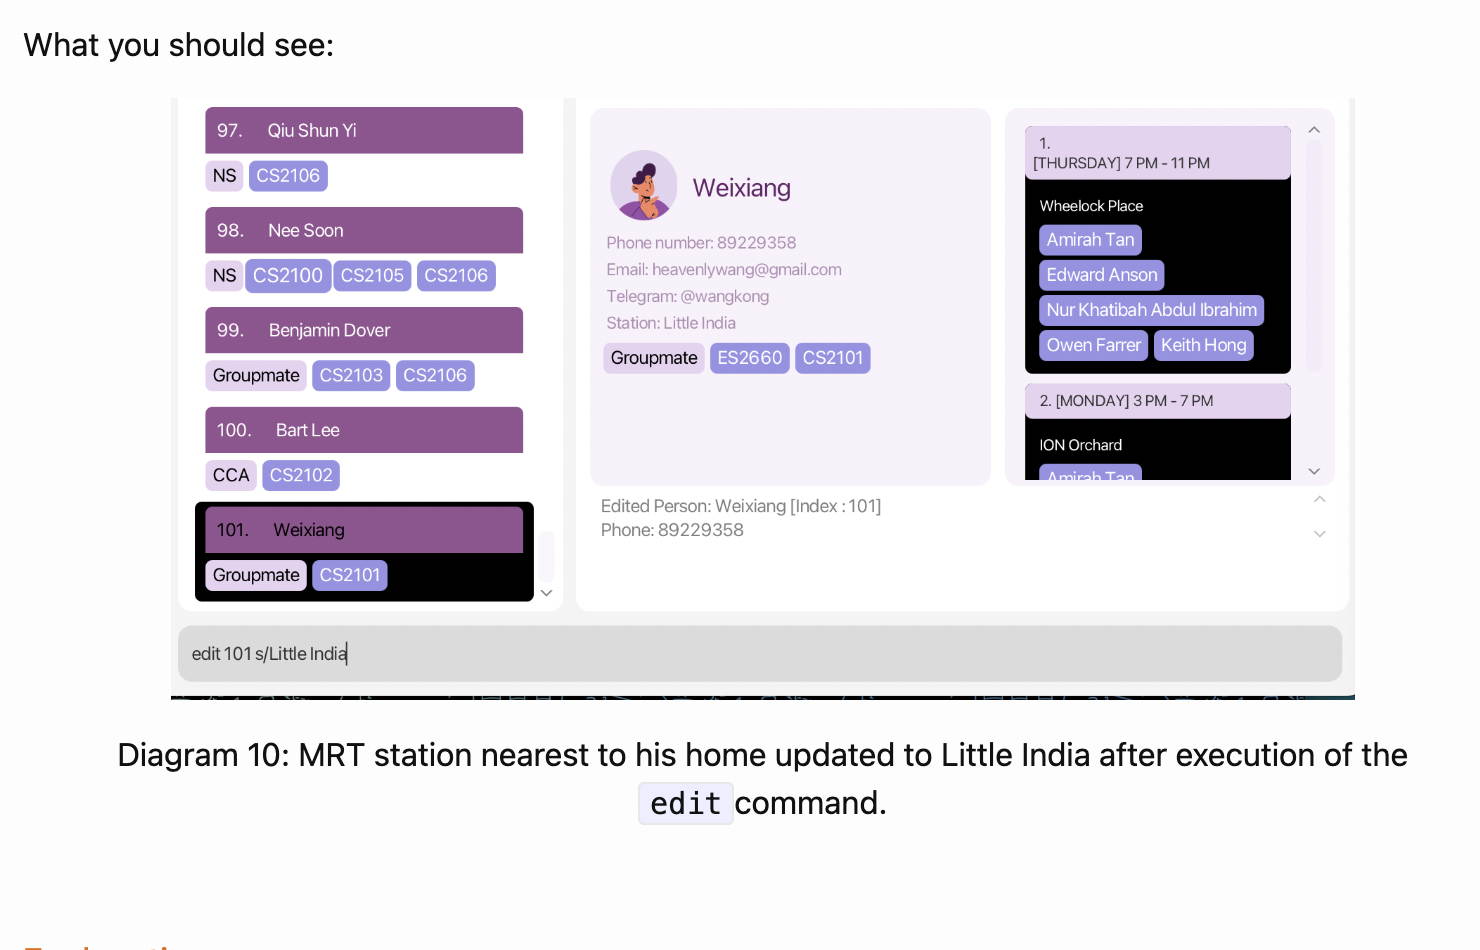 What you should see:
97. Qiu Shun Yi
NS CS2106
98. Nee Soon
NS CS2100 CS2105 CS2106
99. Benjamin Dover
Groupmate CS2103 CS2106
100. Bart Lee
CCA CS2102
101. Weixiang
Groupmate CS2101
Weixiang
Phone number: 89229358
Email: heavenlywang@gmail.com
Telegram: @wangkong
Station: Little India
Groupmate ES2660 CS2101
1.
[THURSDAY] 7 PM - 11 PM
Wheelock Place
Amirah Tan
Edward Anson
Nur Khatibah Abdul Ibrahim
Owen Farrer Keith Hong
2. [MONDAY] 3 PM - 7 PM
ION Orchard
Amirah Tan
Edited Person: Weixiang [Index : 101]
Phone: 89229358
edit 101 s/Little India
Diagram 10: MRT station nearest to his home updated to Little India after execution of the
edit command.